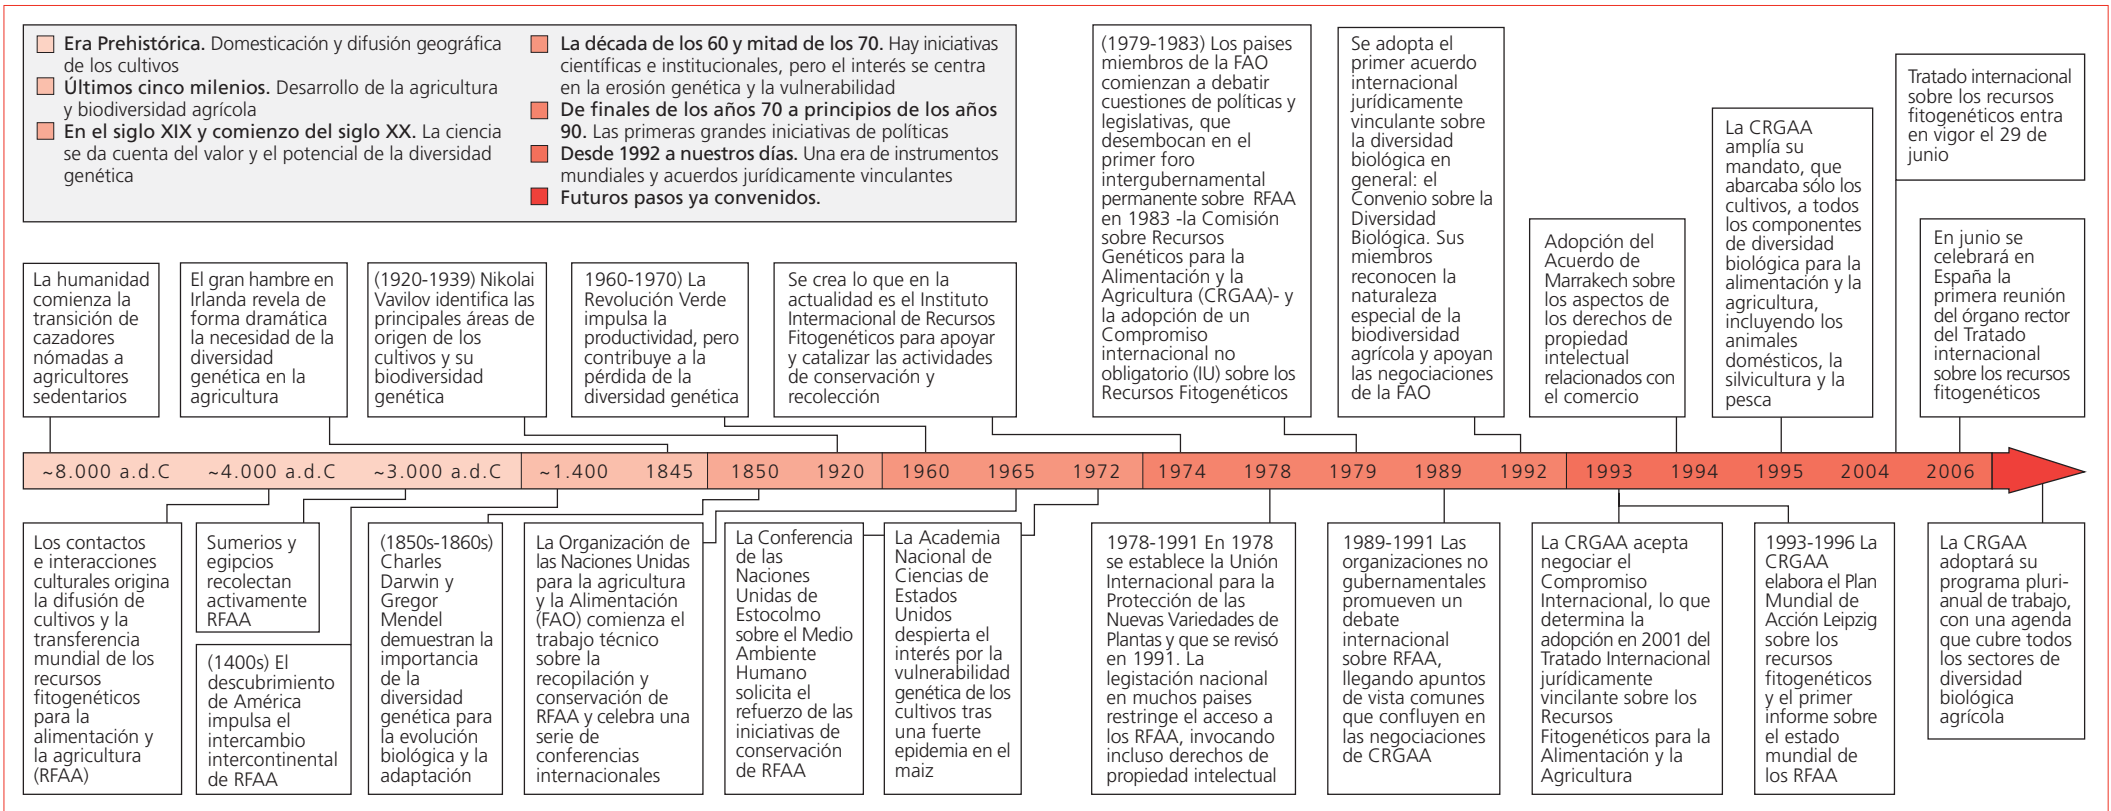 Era Prehistórica. Domesticación y difusión geográfica
de los cultivos
Últimos cinco milenios. Desarrollo de la agricultura
y biodiversidad agrícola
En el siglo XIX y comienzo del siglo XX. La ciencia
se da cuenta del valor y el potencial de la diversidad
genética
La década de los 60 y mitad de los 70. Hay iniciativas
científicas e institucionales, pero el interés se centra
en la erosión genética y la vulnerabilidad
De finales de los años 70 a principios de los años
90. Las primeras grandes iniciativas de políticas
Desde 1992 a nuestros días. Una era de instrumentos
mundiales y acuerdos jurídicamente vinculantes
Futuros pasos ya convenidos.
La humanidad
comienza la
transición de
cazadores
nómadas a
agricultores
sedentarios
El gran hambre en
Irlanda revela de
forma dramática
la necesidad de la
diversidad
genética en la
agricultura
(1920-1939) Nikolai
Vavilov identifica las
principales áreas de
origen de los
cultivos y su
biodiversidad
genética
1960-1970) La
Revolución Verde
impulsa la
productividad, pero
contribuye a la
pérdida de la
diversidad genética
Se crea lo que en la
actualidad es el Instituto
Intermacional de Recursos
Fitogenéticos para apoyar
y catalizar las actividades
de conservación y
recolección
(1979-1983) Los paises
miembros de la FAO
comienzan a debatir
cuestiones de políticas y
legislativas, que
desembocan en el
primer foro
intergubernamental
permanente sobre RFAA
en 1983 -la Comisión
sobre Recursos
Genéticos para la
Alimentación y la
Agricultura (CRGAA)- y
la adopción de un
Compromiso
internacional no
obligatorio (IU) sobre los
Recursos Fitogenéticos
Se adopta el
primer acuerdo
internacional
jurídicamente
vinculante sobre
la diversidad
biológica en
general: el
Convenio sobre la
Diversidad
Biológica. Sus
miembros
reconocen la
naturaleza
especial de la
biodiversidad
agrícola y apoyan
las negociaciones
de la FAO
Adopción del
Acuerdo de
Marrakech sobre
los aspectos de
los derechos de
propiedad
intelectual
relacionados con
el comercio
La CRGAA
amplía su
mandato, que
abarcaba sólo los
cultivos, a todos
los componentes
de diversidad
biológica para la
alimentación y la
agricultura,
incluyendo los
animales
domésticos, la
silvicultura y la
pesca
Tratado internacional
sobre los recursos
fitogenéticos entra
en vigor el 29 de
junio
En junio se
celebrará en
España la
primera reunión
del órgano rector
del Tratado
internacional
sobre los recursos
fitogenéticos
~8.000 a.d.C ~4.000 a.d.C ~3.000 a.d.C ~1.400 1845 1850 1920 1960 1965 1972 1974 1978 1979 1989 1992 1993 1994 1995 2004 2006
Los contactos
e interacciones
culturales origina
la difusión de
cultivos y la
transferencia
mundial de los
recursos
fitogenéticos
para la
alimentación y
la agricultura
(RFAA)
Sumerios y
egipcios
recolectan
activamente
RFAA
(1400s) El
descubrimiento
de América
impulsa el
intercambio
intercontinental
de RFAA
(1850s-1860s)
Charles
Darwin y
Gregor
Mendel
demuestran la
importancia
de la
diversidad
genética para
la evolución
biológica y la
adaptación
La Organización de
las Naciones Unidas
para la agricultura
y la Alimentación
(FAO) comienza el
trabajo técnico
sobre la
recopilación y
conservación de
RFAA y celebra una
serie de
conferencias
internacionales
La Conferencia
de las
Naciones
Unidas de
Estocolmo
sobre el Medio
Ambiente
Humano
solicita el
refuerzo de las
iniciativas de
conservación
de RFAA
La Academia
Nacional de
Ciencias de
Estados
Unidos
despierta el
interés por la
vulnerabilidad
genética de los
cultivos tras
una fuerte
epidemia en el
maiz
1978-1991 En 1978
se establece la Unión
Internacional para la
Protección de las
Nuevas Variedades de
Plantas y que se revisó
en 1991. La
legistación nacional
en muchos paises
restringe el acceso a
los RFAA, invocando
incluso derechos de
propiedad intelectual
1989-1991 Las
organizaciones no
gubernamentales
promueven un
debate
internacional
sobre RFAA,
llegando apuntos
de vista comunes
que confluyen en
las negociaciones
de CRGAA
La CRGAA acepta
negociar el
Compromiso
Internacional, lo que
determina la
adopción en 2001 del
Tratado Internacional
jurídicamente
vincilante sobre los
Recursos
Fitogenéticos para la
Alimentación y la
Agricultura
1993-1996 La
CRGAA
elabora el Plan
Mundial de
Acción Leipzig
sobre los
recursos
fitogenéticos
y el primer
informe sobre
el estado
mundial de
los RFAA
La CRGAA
adoptará su
programa pluri-
anual de trabajo,
con una agenda
que cubre todos
los sectores de
diversidad
biológica
agrícola